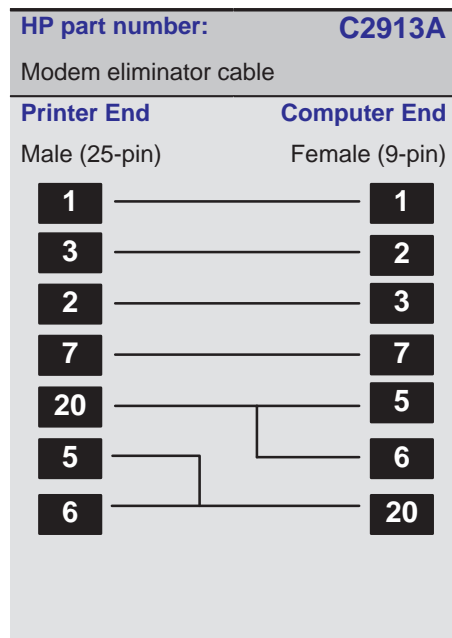 HP part number: C2913A
Modem eliminator cable
Printer End Computer End
Male (25-pin) Female (9-pin)
1 1
3 2
2 3
7 7
20 5
5 6
6 20